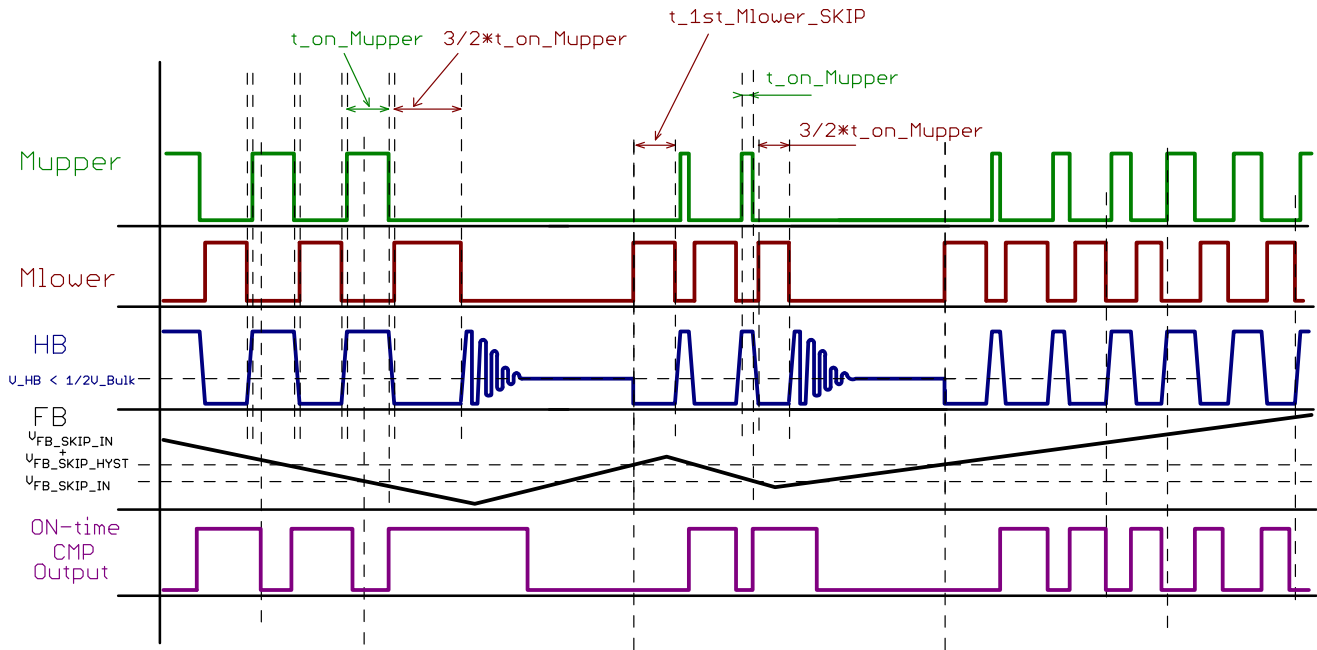 t_1st_Mlower_SKIP
t_on_Mupper
3/2*t_on_Mupper
t_on_Mupper
3/2*t_on_Mupper
Mupper
Mlower
HB
V_HB < 1/2V_Bulk
FB
VFB_SKIP_IN
+
VFB_SKIP_HYST
VFB_SKIP_IN
ON-time
CMP
Output